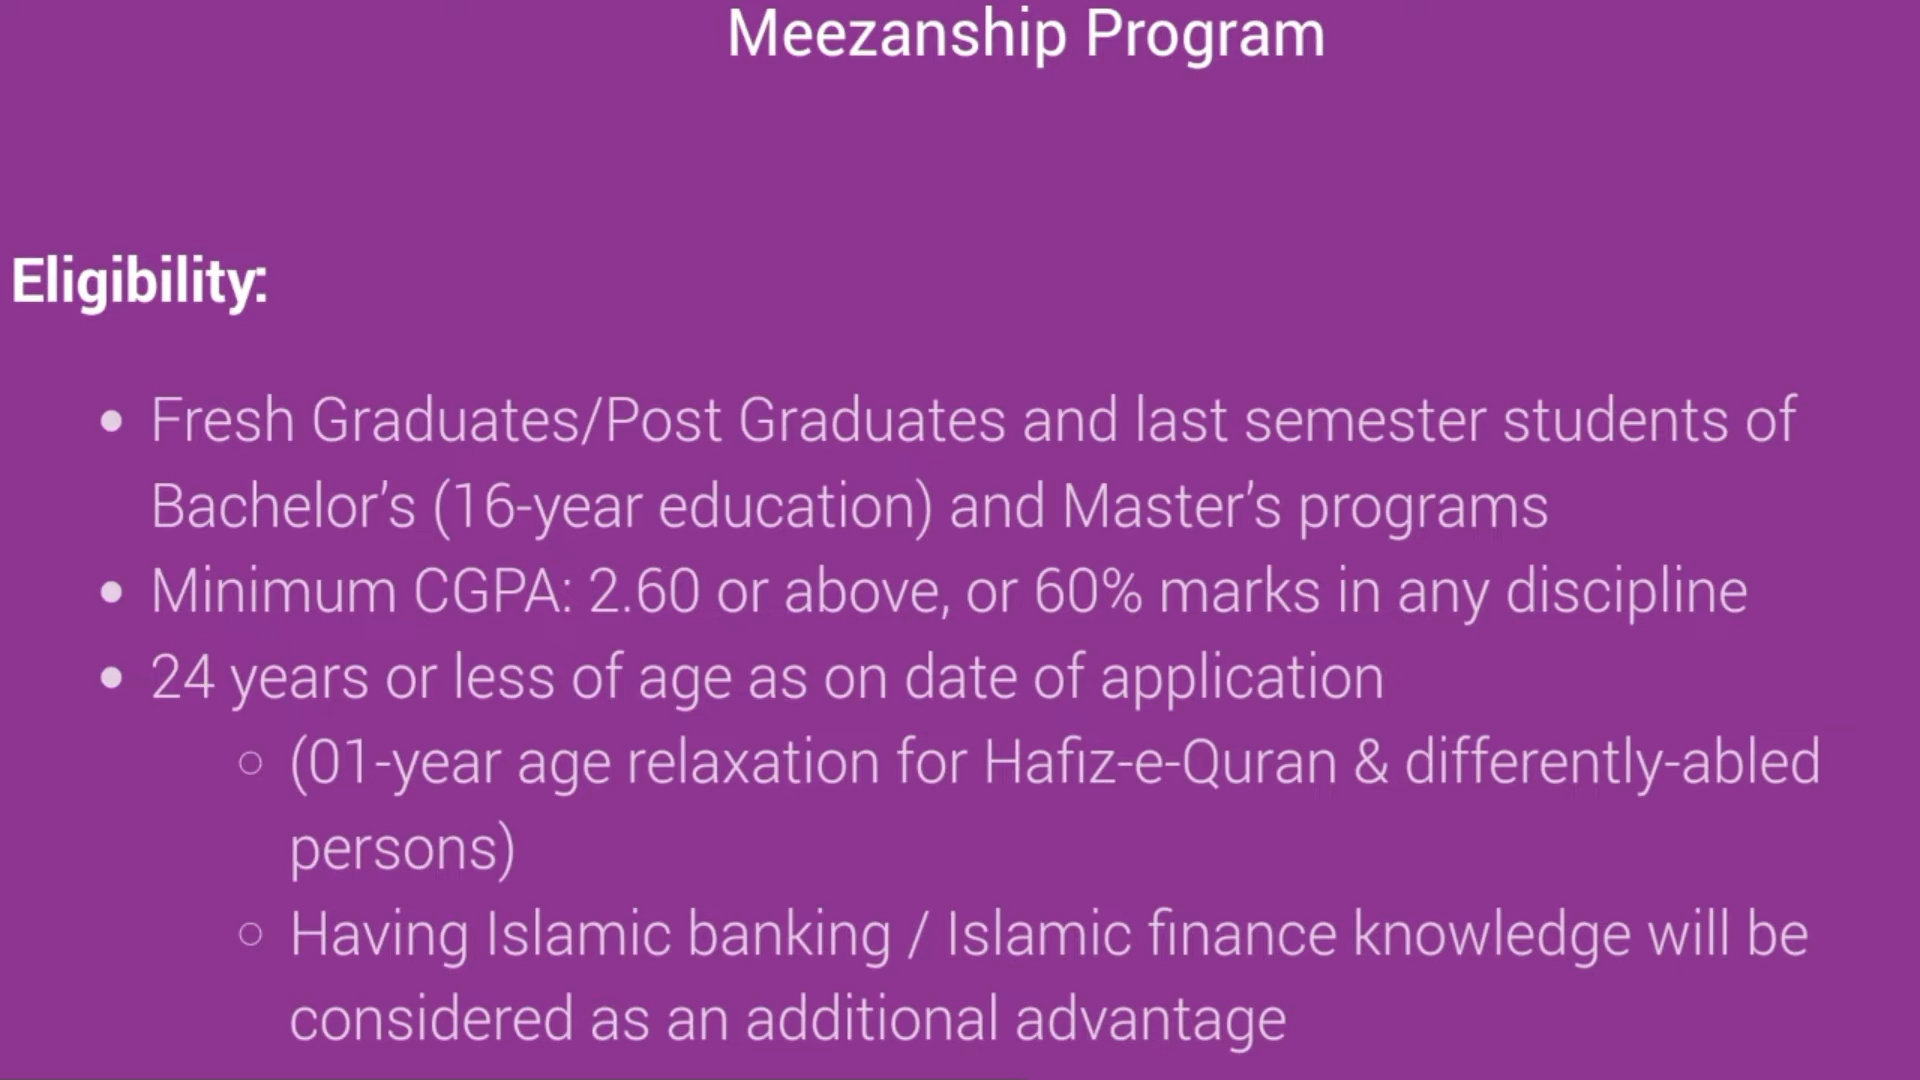 Meezanship Program
Eligibility:
• Fresh Graduates/Post Graduates and last semester students of
Bachelor’s (16-year education) and Master’s programs
• Minimum CGPA: 2.60 or above, or 60% marks in any discipline
• 24 years or less of age as on date of application
○ (01-year age relaxation for Hafiz-e-Quran & differently-abled
persons)
○ Having Islamic banking / Islamic finance knowledge will be
considered as an additional advantage